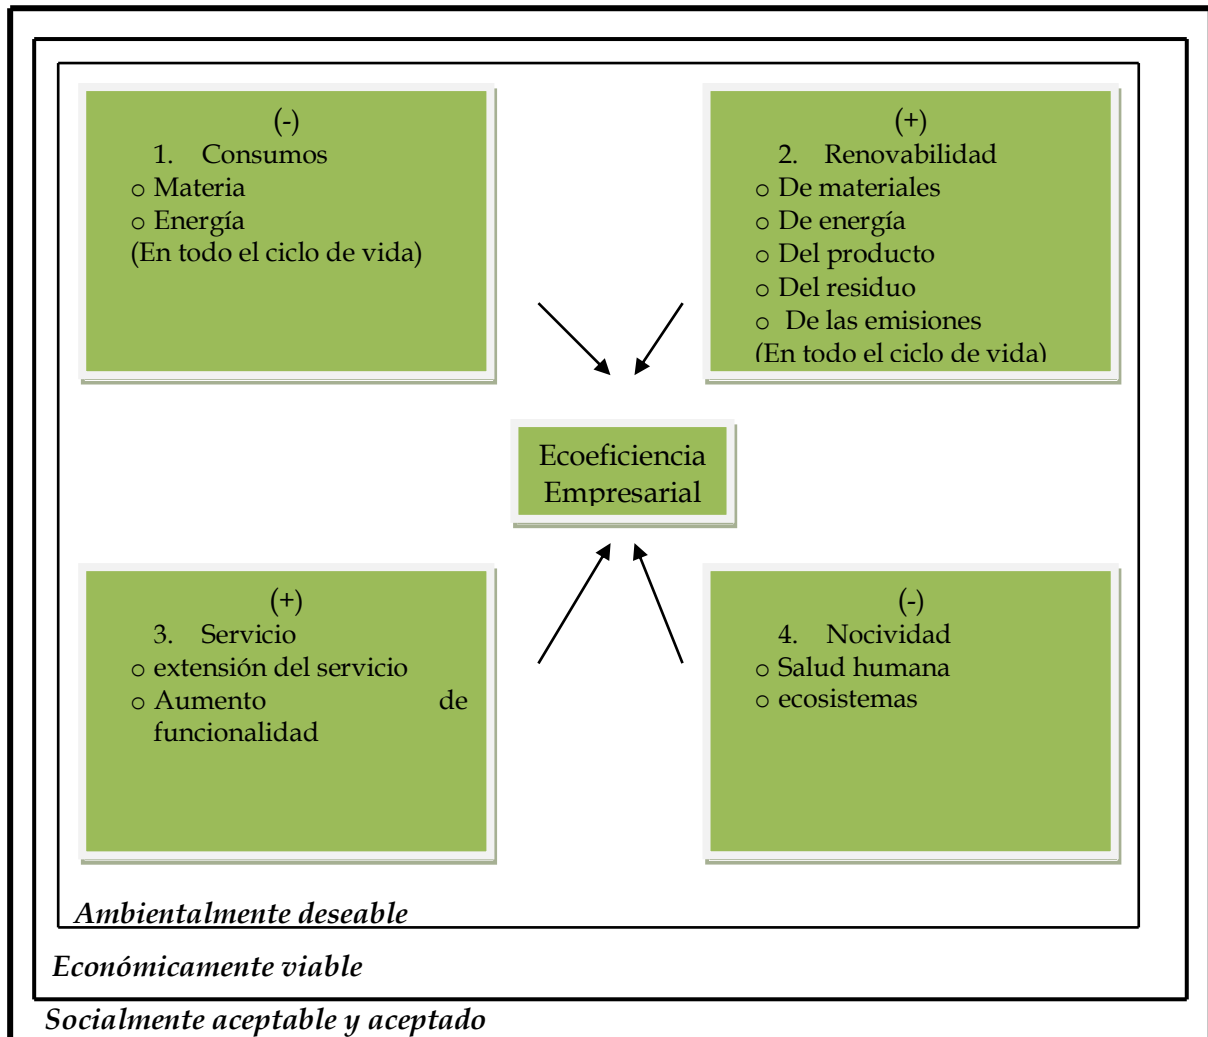 (-)
1. Consumos
o Materia
o Energía
(En todo el ciclo de vida)
(+)
2. Renovabilidad
o De materiales
o De energía
o Del producto
o Del residuo
o De las emisiones
(En todo el ciclo de vida)
Ecoeficiencia
Empresarial
(+)
3. Servicio
o extensión del servicio
o Aumento de
funcionalidad
(-)
4. Nocividad
o Salud humana
o ecosistemas
Ambientalmente deseable
Económicamente viable
Socialmente aceptable y aceptado